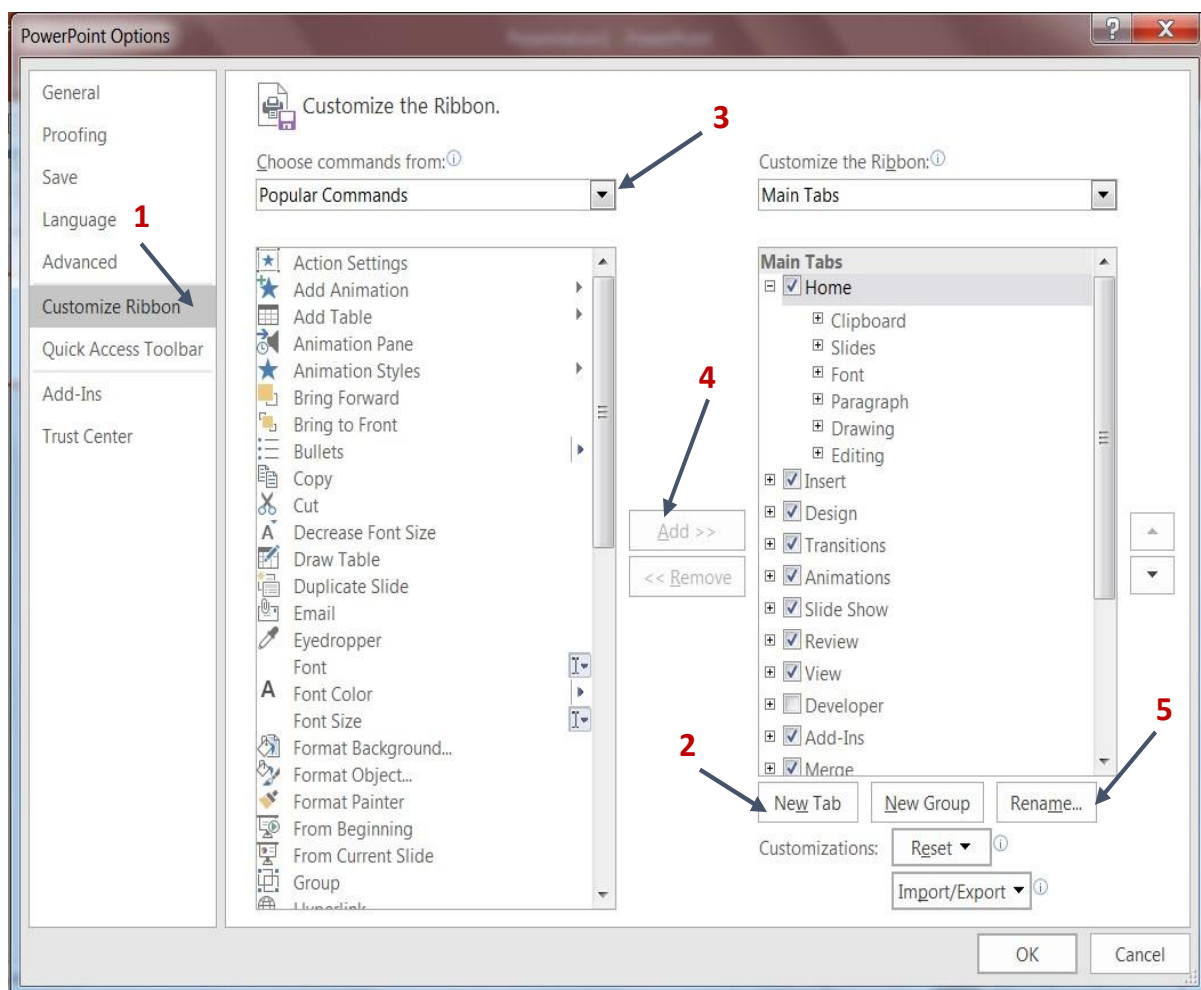 PowerPoint Options
General
Proofing
Save
Language
Advanced
Customize Ribbon
Quick Access Toolbar
Add-Ins
Trust Center
1
Customize the Ribbon.
3
Choose commands from:
Popular Commands
Action Settings
Add Animation
Add Table
Animation Pane
Animation Styles
Bring Forward
Bring to Front
Bullets
Copy
Cut
Decrease Font Size
Draw Table
Duplicate Slide
Email
Eyedropper
Font
Font Color
Font Size
Format Background...
Format Object...
Format Painter
From Beginning
From Current Slide
Group
Hyperlink
4
Add >>
<< Remove
Customize the Ribbon:
Main Tabs
Main Tabs
Home
Clipboard
Slides
Font
Paragraph
Drawing
Editing
Insert
Design
Transitions
Animations
Slide Show
Review
View
Developer
Add-Ins
Merge
2
5
New Tab
New Group
Rename...
Customizations:
Reset
Import/Export
OK
Cancel